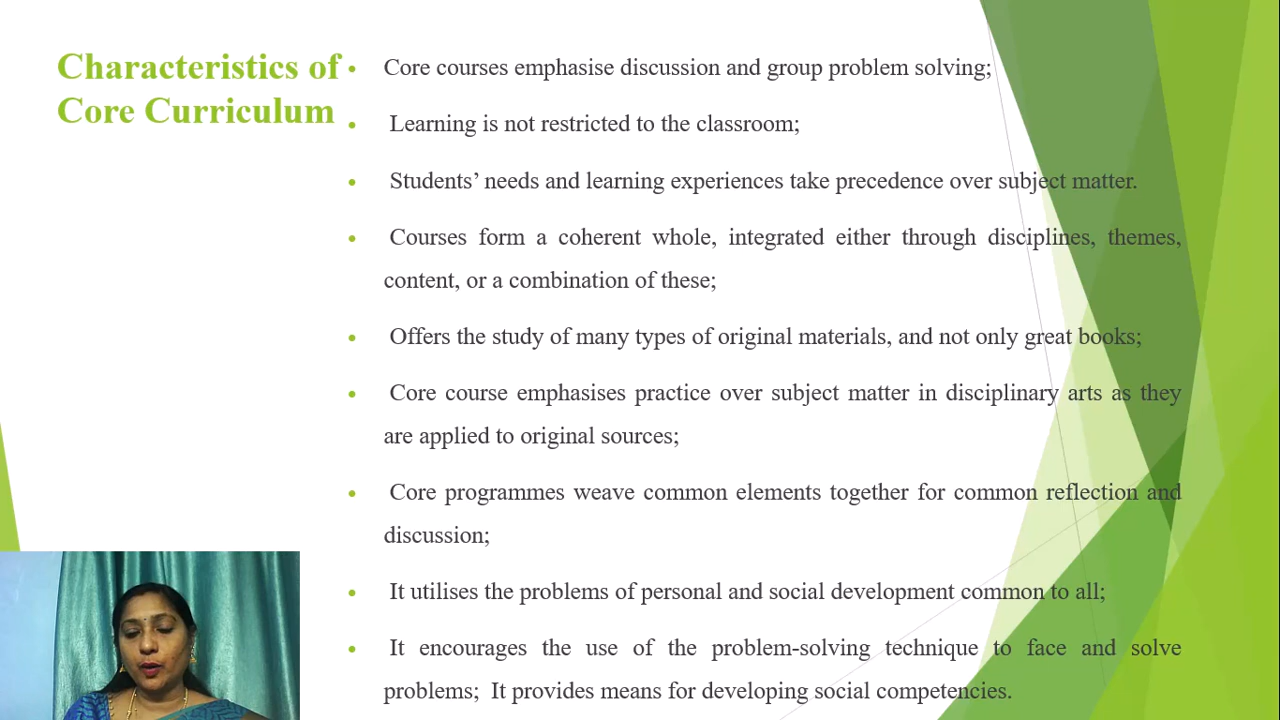 Characteristics of
Core Curriculum
• Core courses emphasise discussion and group problem solving;
• Learning is not restricted to the classroom;
• Students’ needs and learning experiences take precedence over subject matter.
• Courses form a coherent whole, integrated either through disciplines, themes,
content, or a combination of these;
• Offers the study of many types of original materials, and not only great books;
• Core course emphasises practice over subject matter in disciplinary arts as they
are applied to original sources;
• Core programmes weave common elements together for common reflection and
discussion;
• It utilises the problems of personal and social development common to all;
• It encourages the use of the problem-solving technique to face and solve
problems; It provides means for developing social competencies.